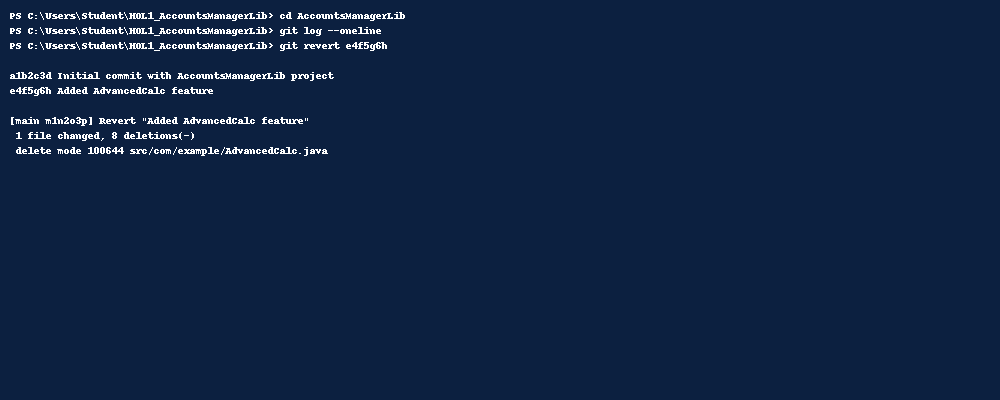 PS C:\Users\Student\HOL1_AccountsManagerLib> cd AccountsManagerLib
PS C:\Users\Student\HOL1_AccountsManagerLib> git log --oneline
PS C:\Users\Student\HOL1_AccountsManagerLib> git revert e4f5g6h
a1b2c3d Initial commit with AccountsManagerLib project
e4f5g6h Added AdvancedCalc feature
[main m1n2o3p] Revert "Added AdvancedCalc feature"
1 file changed, 8 deletions(-)
delete mode 100644 src/com/example/AdvancedCalc.java